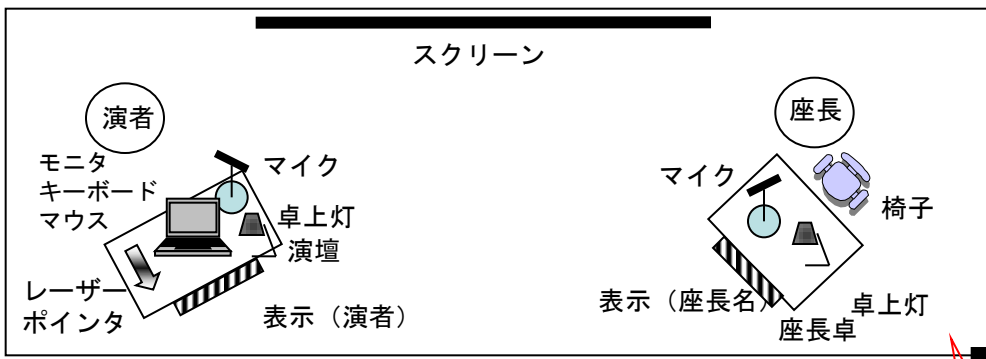 スクリーン
演者
モニタ
キーボード
マウス
マイク
卓上灯
演壇
レーザー
ポインタ
表示（演者）
座長
マイク
椅子
表示（座長名）
卓上灯
座長卓